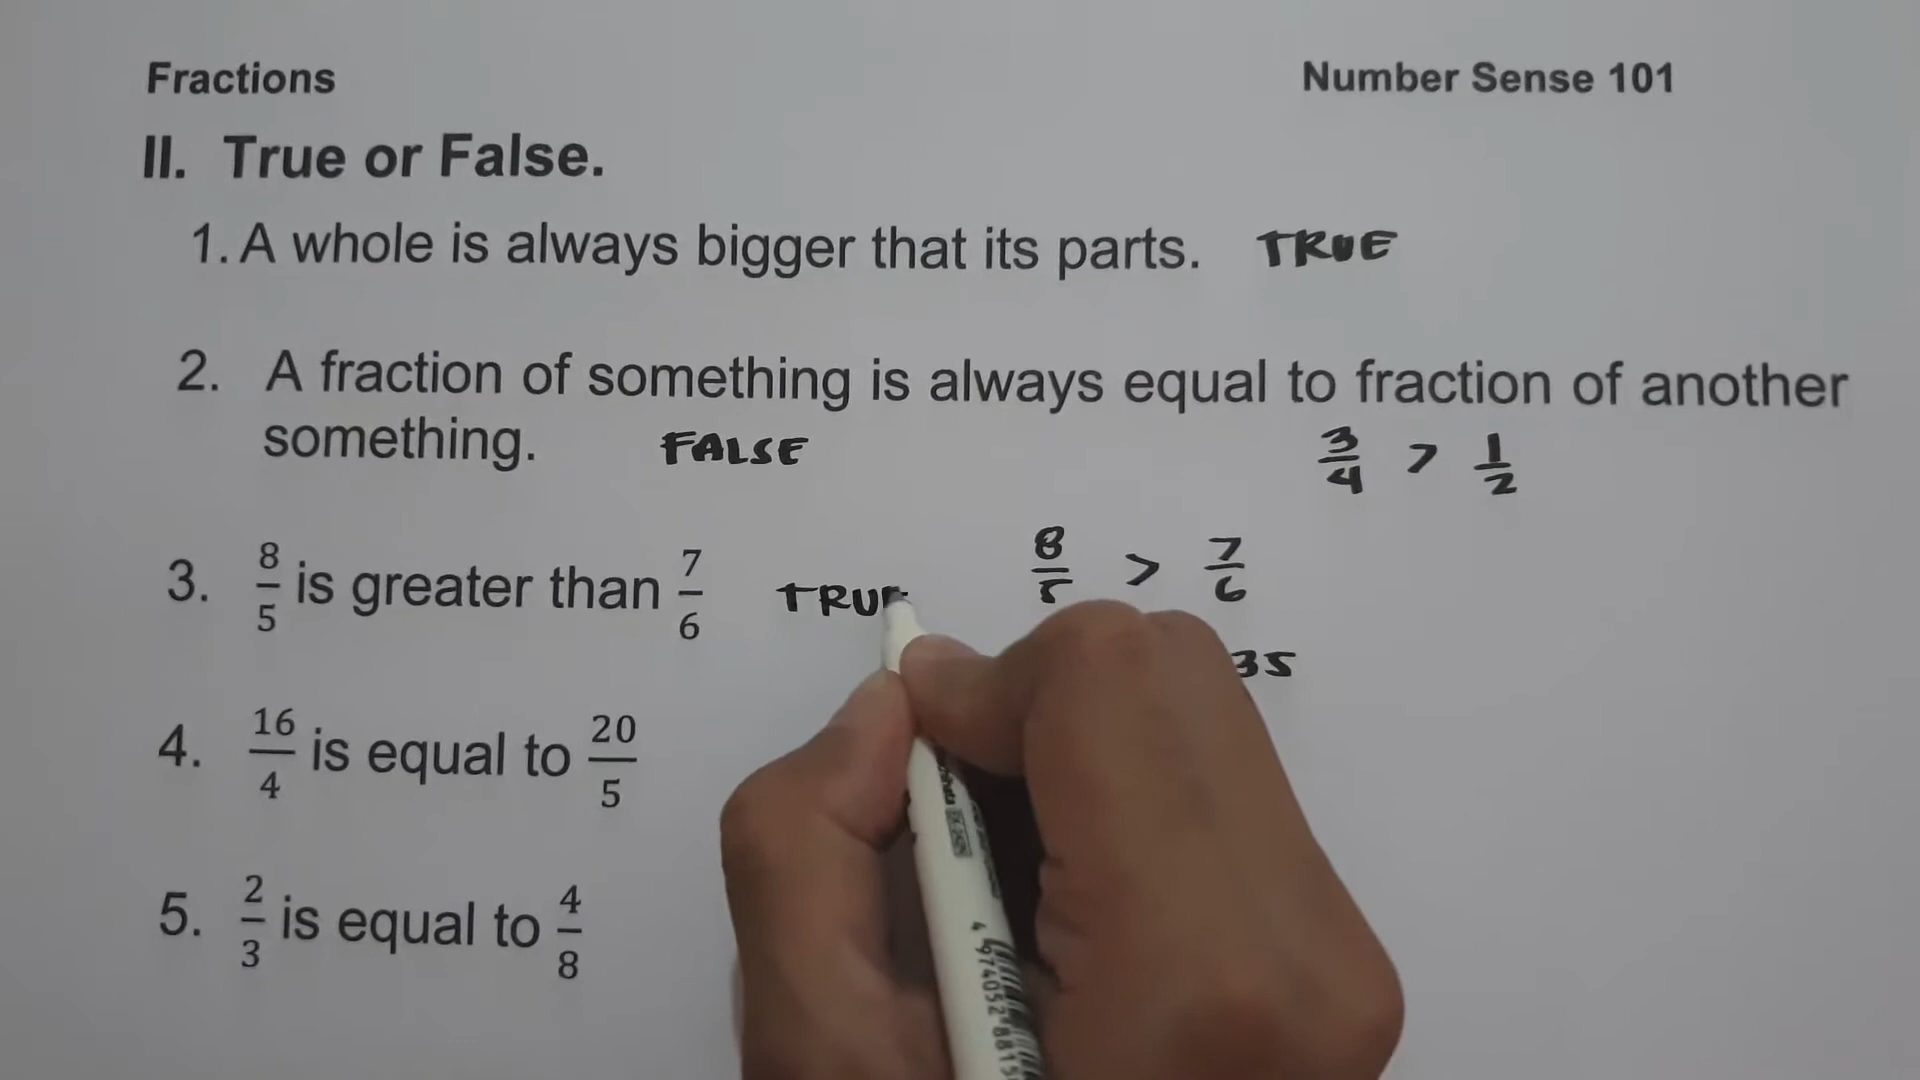 Fractions Number Sense 101
II. True or False.
1. A whole is always bigger that its parts. TRUE
2. A fraction of something is always equal to fraction of another
something. FALSE 3/4 > 1/2
3. 8/5 is greater than 7/6 TRUE 8/5 > 7/6
35
4. 16/4 is equal to 20/5
5. 2/3 is equal to 4/8